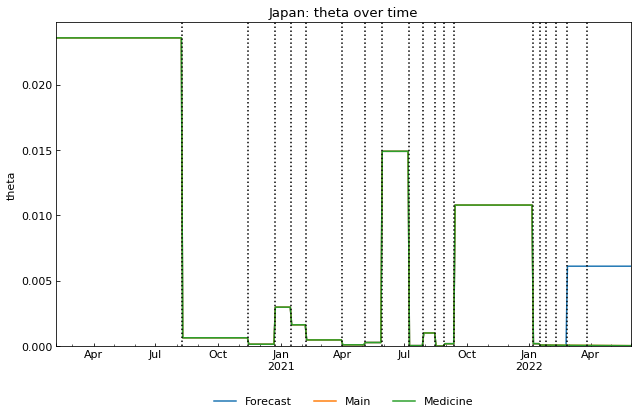 Japan: theta over time
theta
0.020
0.015
0.010
0.005
0.000
Apr Jul Oct Jan Apr Jul Oct Jan Apr
2021 2022
Forecast Main Medicine